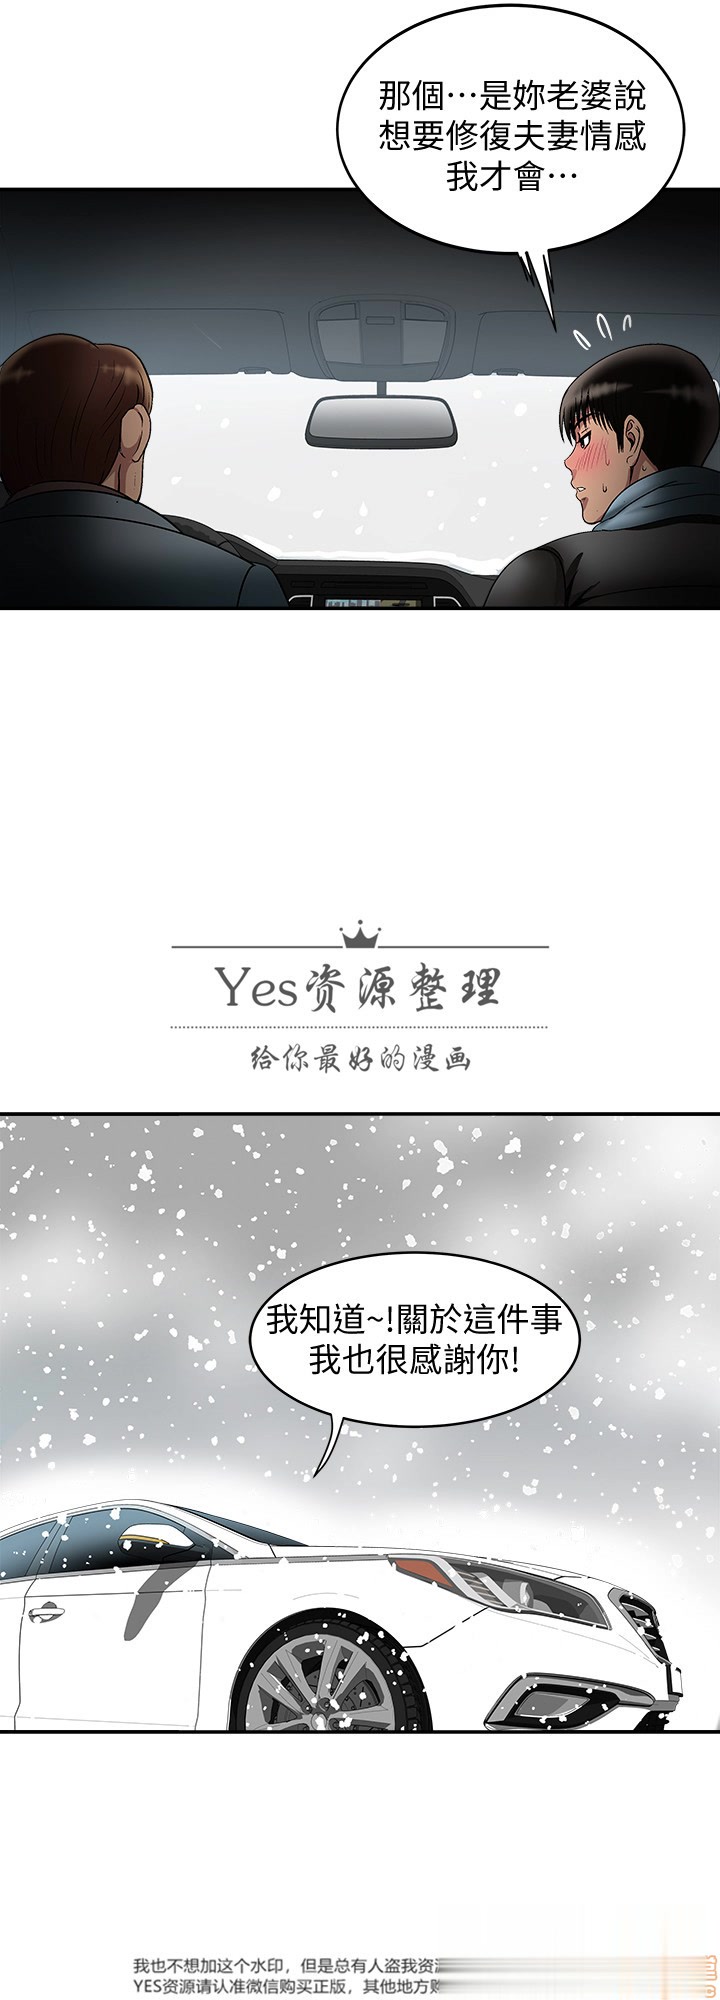 那個⋯是妳老婆說
想要修復夫妻情感
我才會⋯
Yes资源整理
给你最好的漫画
我知道~!關於這件事
我也很感謝你!
我也不想加这个水印，但是总有人盗我资源
YES资源请认准微信购买正版，其他地方购